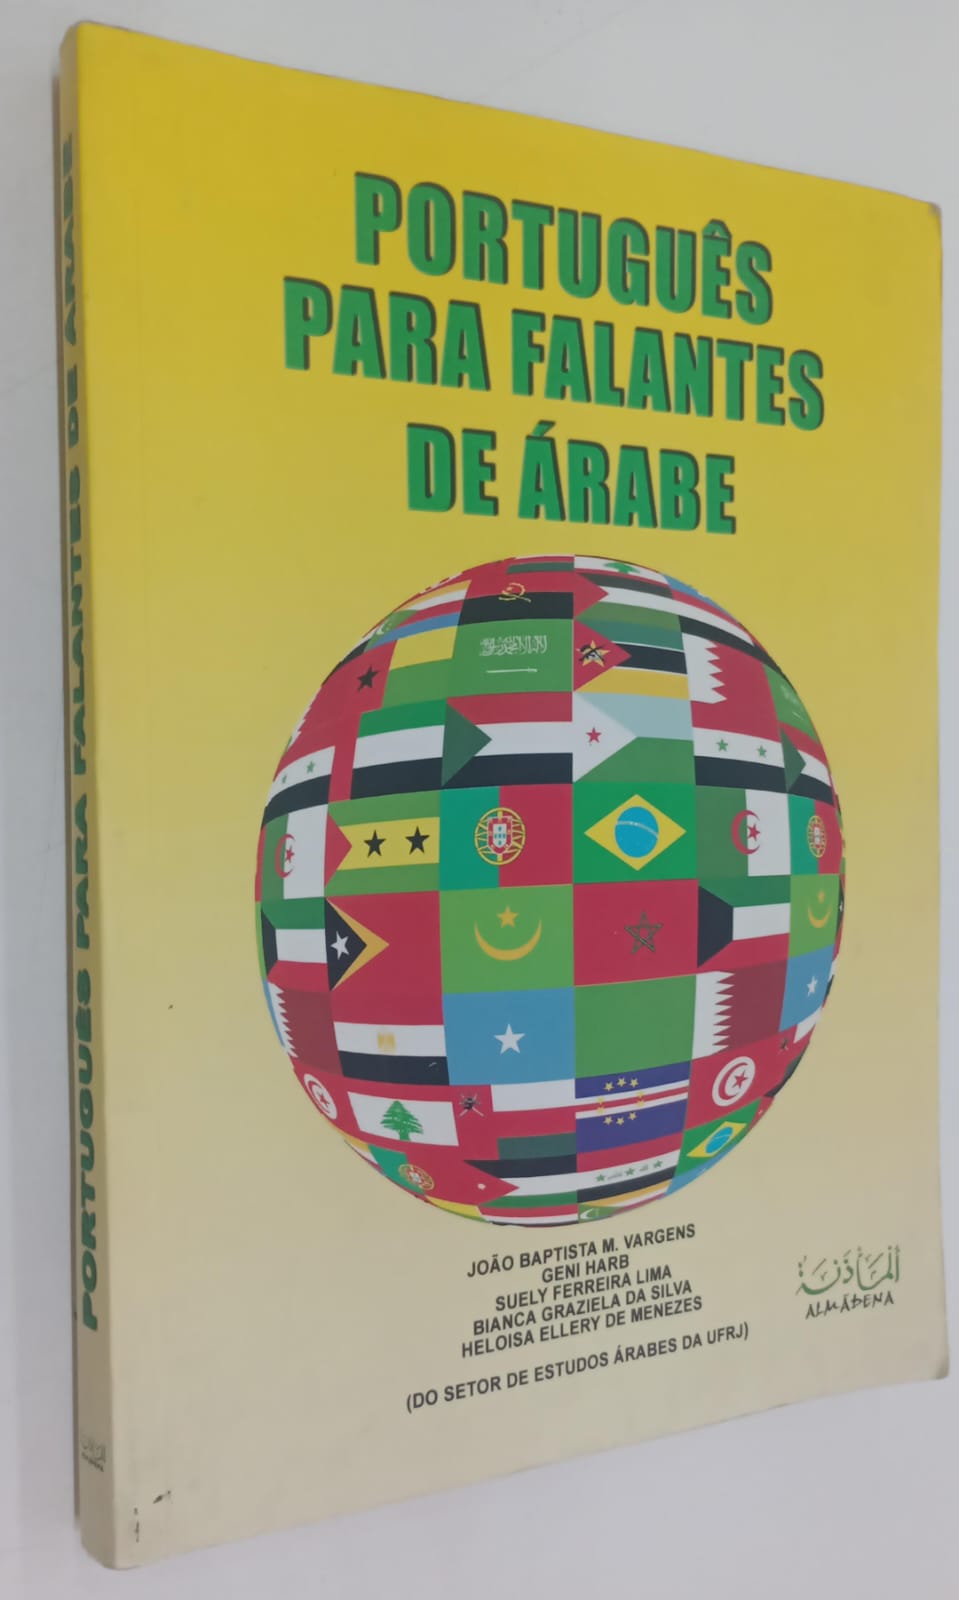 PORTUGUÊS
PARA FALANTES
DE ÁRABE
JOÃO BAPTISTA M. VARGENS
GENI HARB
SUELY FERREIRA LIMA
BIANCA GRAZIELA DA SILVA
HELOISA ELLERY DE MENEZES
(DO SETOR DE ESTUDOS ÁRABES DA UFRJ)
المأذنة
ALMÁDENA
PORTUGUÊS PARA FALANTES DE ÁRABE